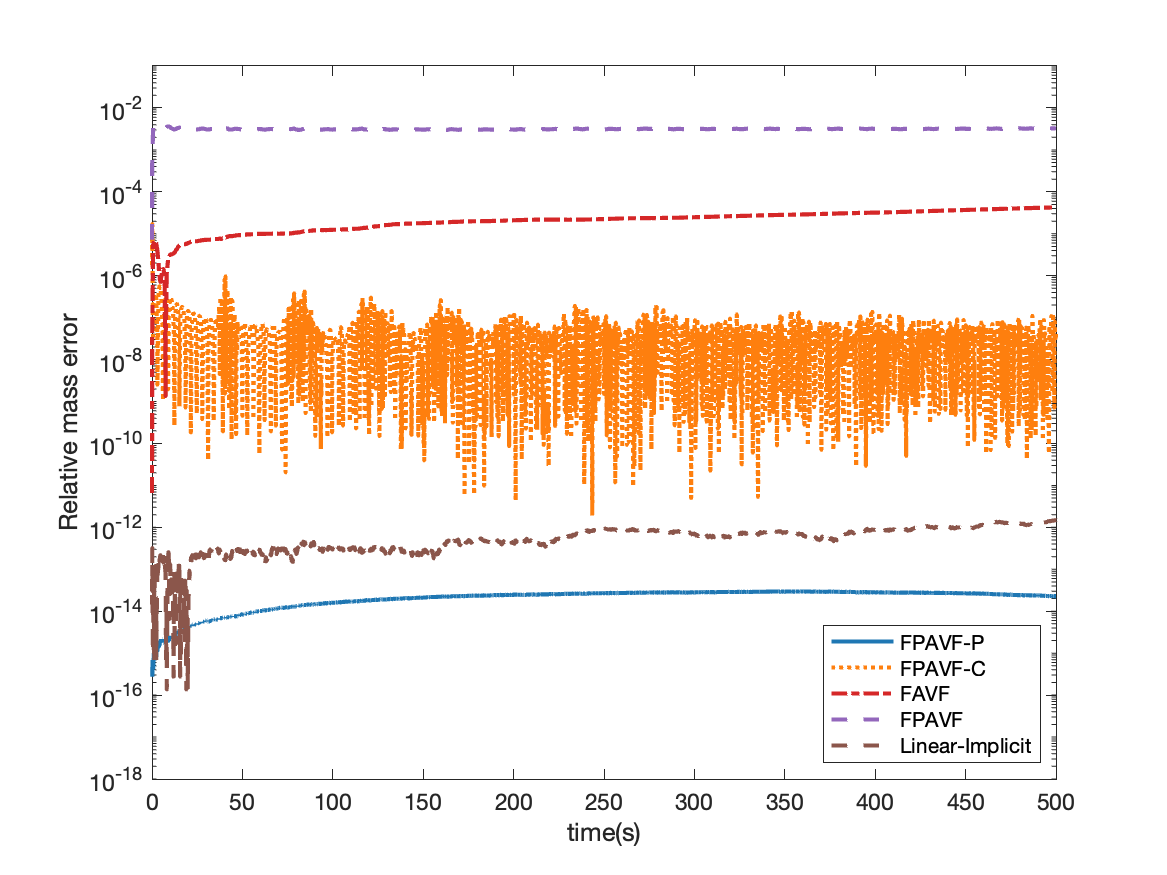 10^-2
10^-4
10^-6
10^-8
10^-10
10^-12
10^-14
10^-16
10^-18
Relative mass error
0 50 100 150 200 250 300 350 400 450 500
time(s)
FPAVF-P
FPAVF-C
FAVF
FPAVF
Linear-Implicit